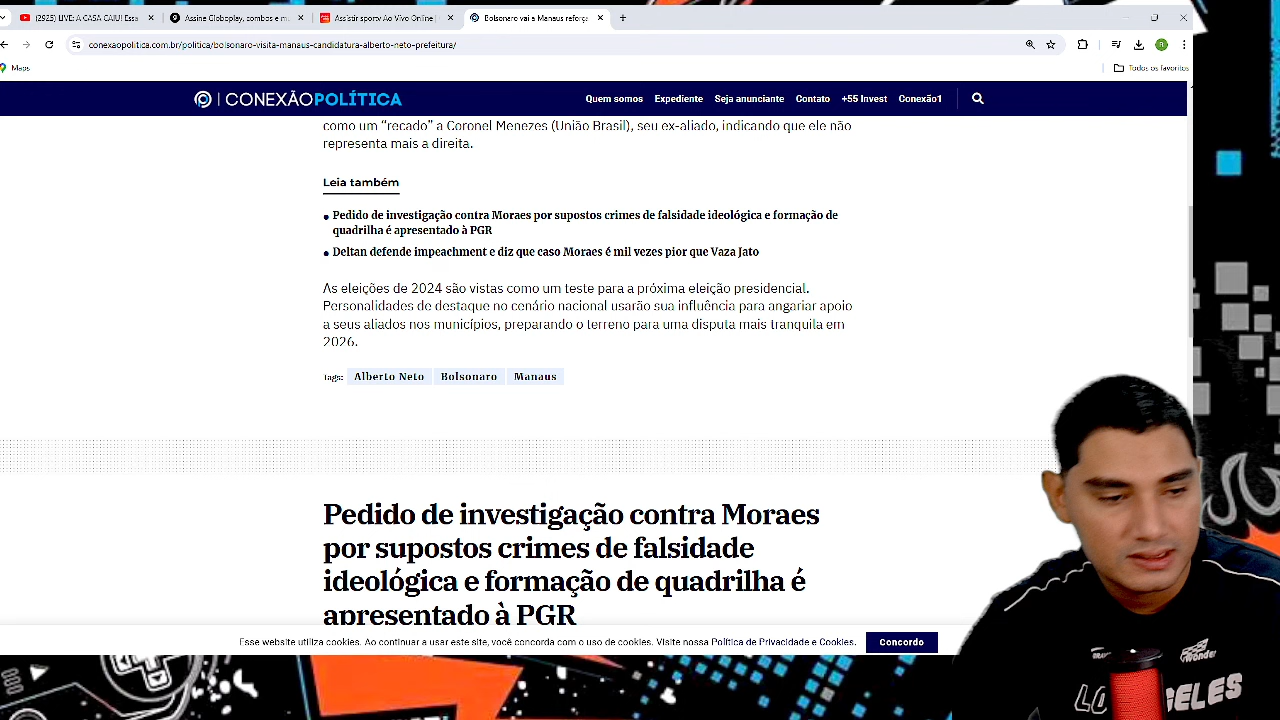 (2925) LIVE: A CASA CAIU! Essa
Assine Globoplay, combos e m
Assistir sportv Ao Vivo Online |
Bolsonaro vai a Manaus reforça
conexaopolitica.com.br/politica/bolsonaro-visita-manaus-candidatura-alberto-neto-prefeitura/
Maps
Todos os favoritos
CONEXÃOPOLÍTICA
Quem somos Expediente Seja anunciante Contato +55 Invest Conexão1
como um “recado” a Coronel Menezes (União Brasil), seu ex-aliado, indicando que ele não
representa mais a direita.
Leia também
Pedido de investigação contra Moraes por supostos crimes de falsidade ideológica e formação de
quadrilha é apresentado à PGR
Deltan defende impeachment e diz que caso Moraes é mil vezes pior que Vaza Jato
As eleições de 2024 são vistas como um teste para a próxima eleição presidencial.
Personalidades de destaque no cenário nacional usarão sua influência para angariar apoio
a seus aliados nos municípios, preparando o terreno para uma disputa mais tranquila em
2026.
Tags: Alberto Neto Bolsonaro Manaus
Pedido de investigação contra Moraes
por supostos crimes de falsidade
ideológica e formação de quadrilha é
apresentado à PGR
Esse website utiliza cookies. Ao continuar a usar este site, você concorda com o uso de cookies. Visite nossa Política de Privacidade e Cookies.
Concordo
Wonder